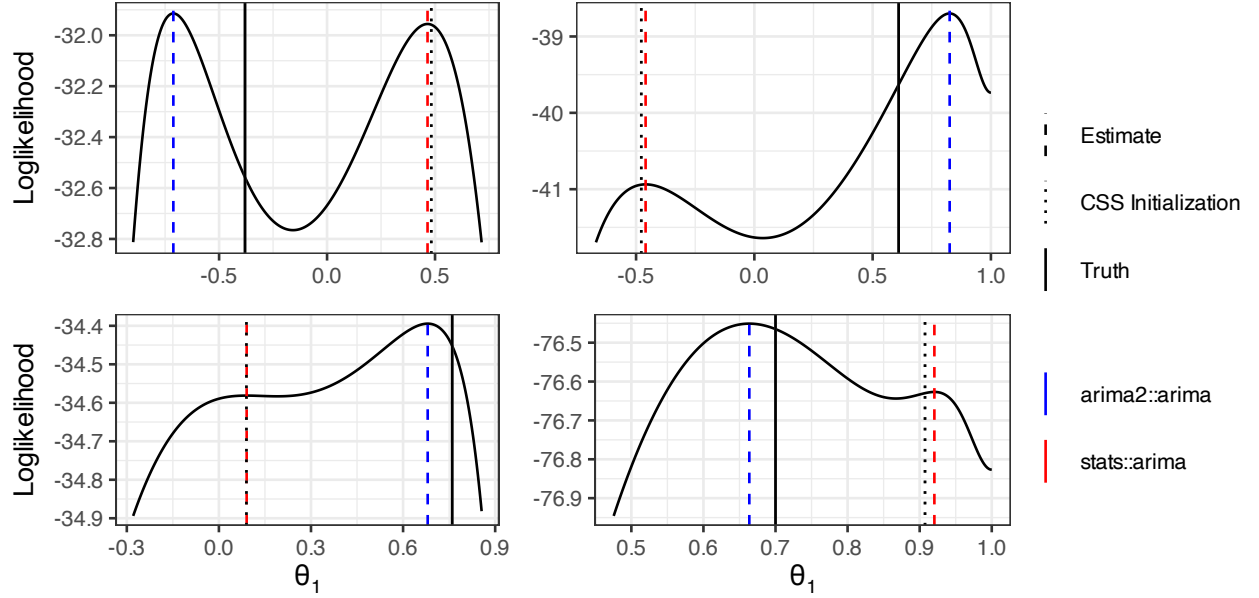 Loglikelihood
-32.0
-32.2
-32.4
-32.6
-32.8
-0.5 0.0 0.5
-39
-40
-41
-0.5 0.0 0.5 1.0
Loglikelihood
-34.4
-34.5
-34.6
-34.7
-34.8
-34.9
-0.3 0.0 0.3 0.6 0.9
θ1
-76.5
-76.6
-76.7
-76.8
-76.9
0.5 0.6 0.7 0.8 0.9 1.0
θ1
Estimate
CSS Initialization
Truth
arima2::arima
stats::arima